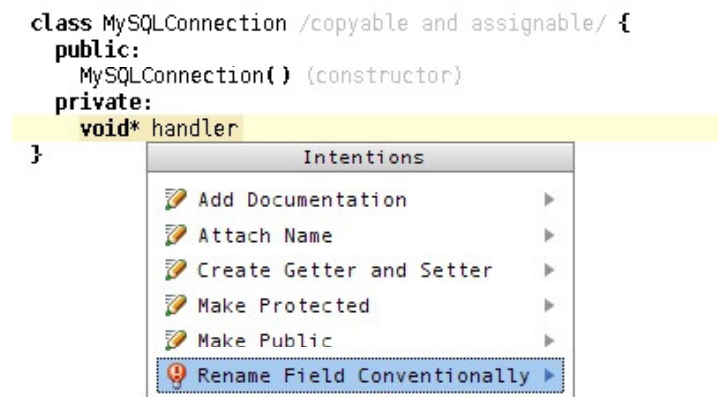 class MySQLConnection /copyable and assignable/ {
public:
MySQLConnection() (constructor)
private:
void* handler
}
Intentions
Add Documentation
Attach Name
Create Getter and Setter
Make Protected
Make Public
Rename Field Conventionally